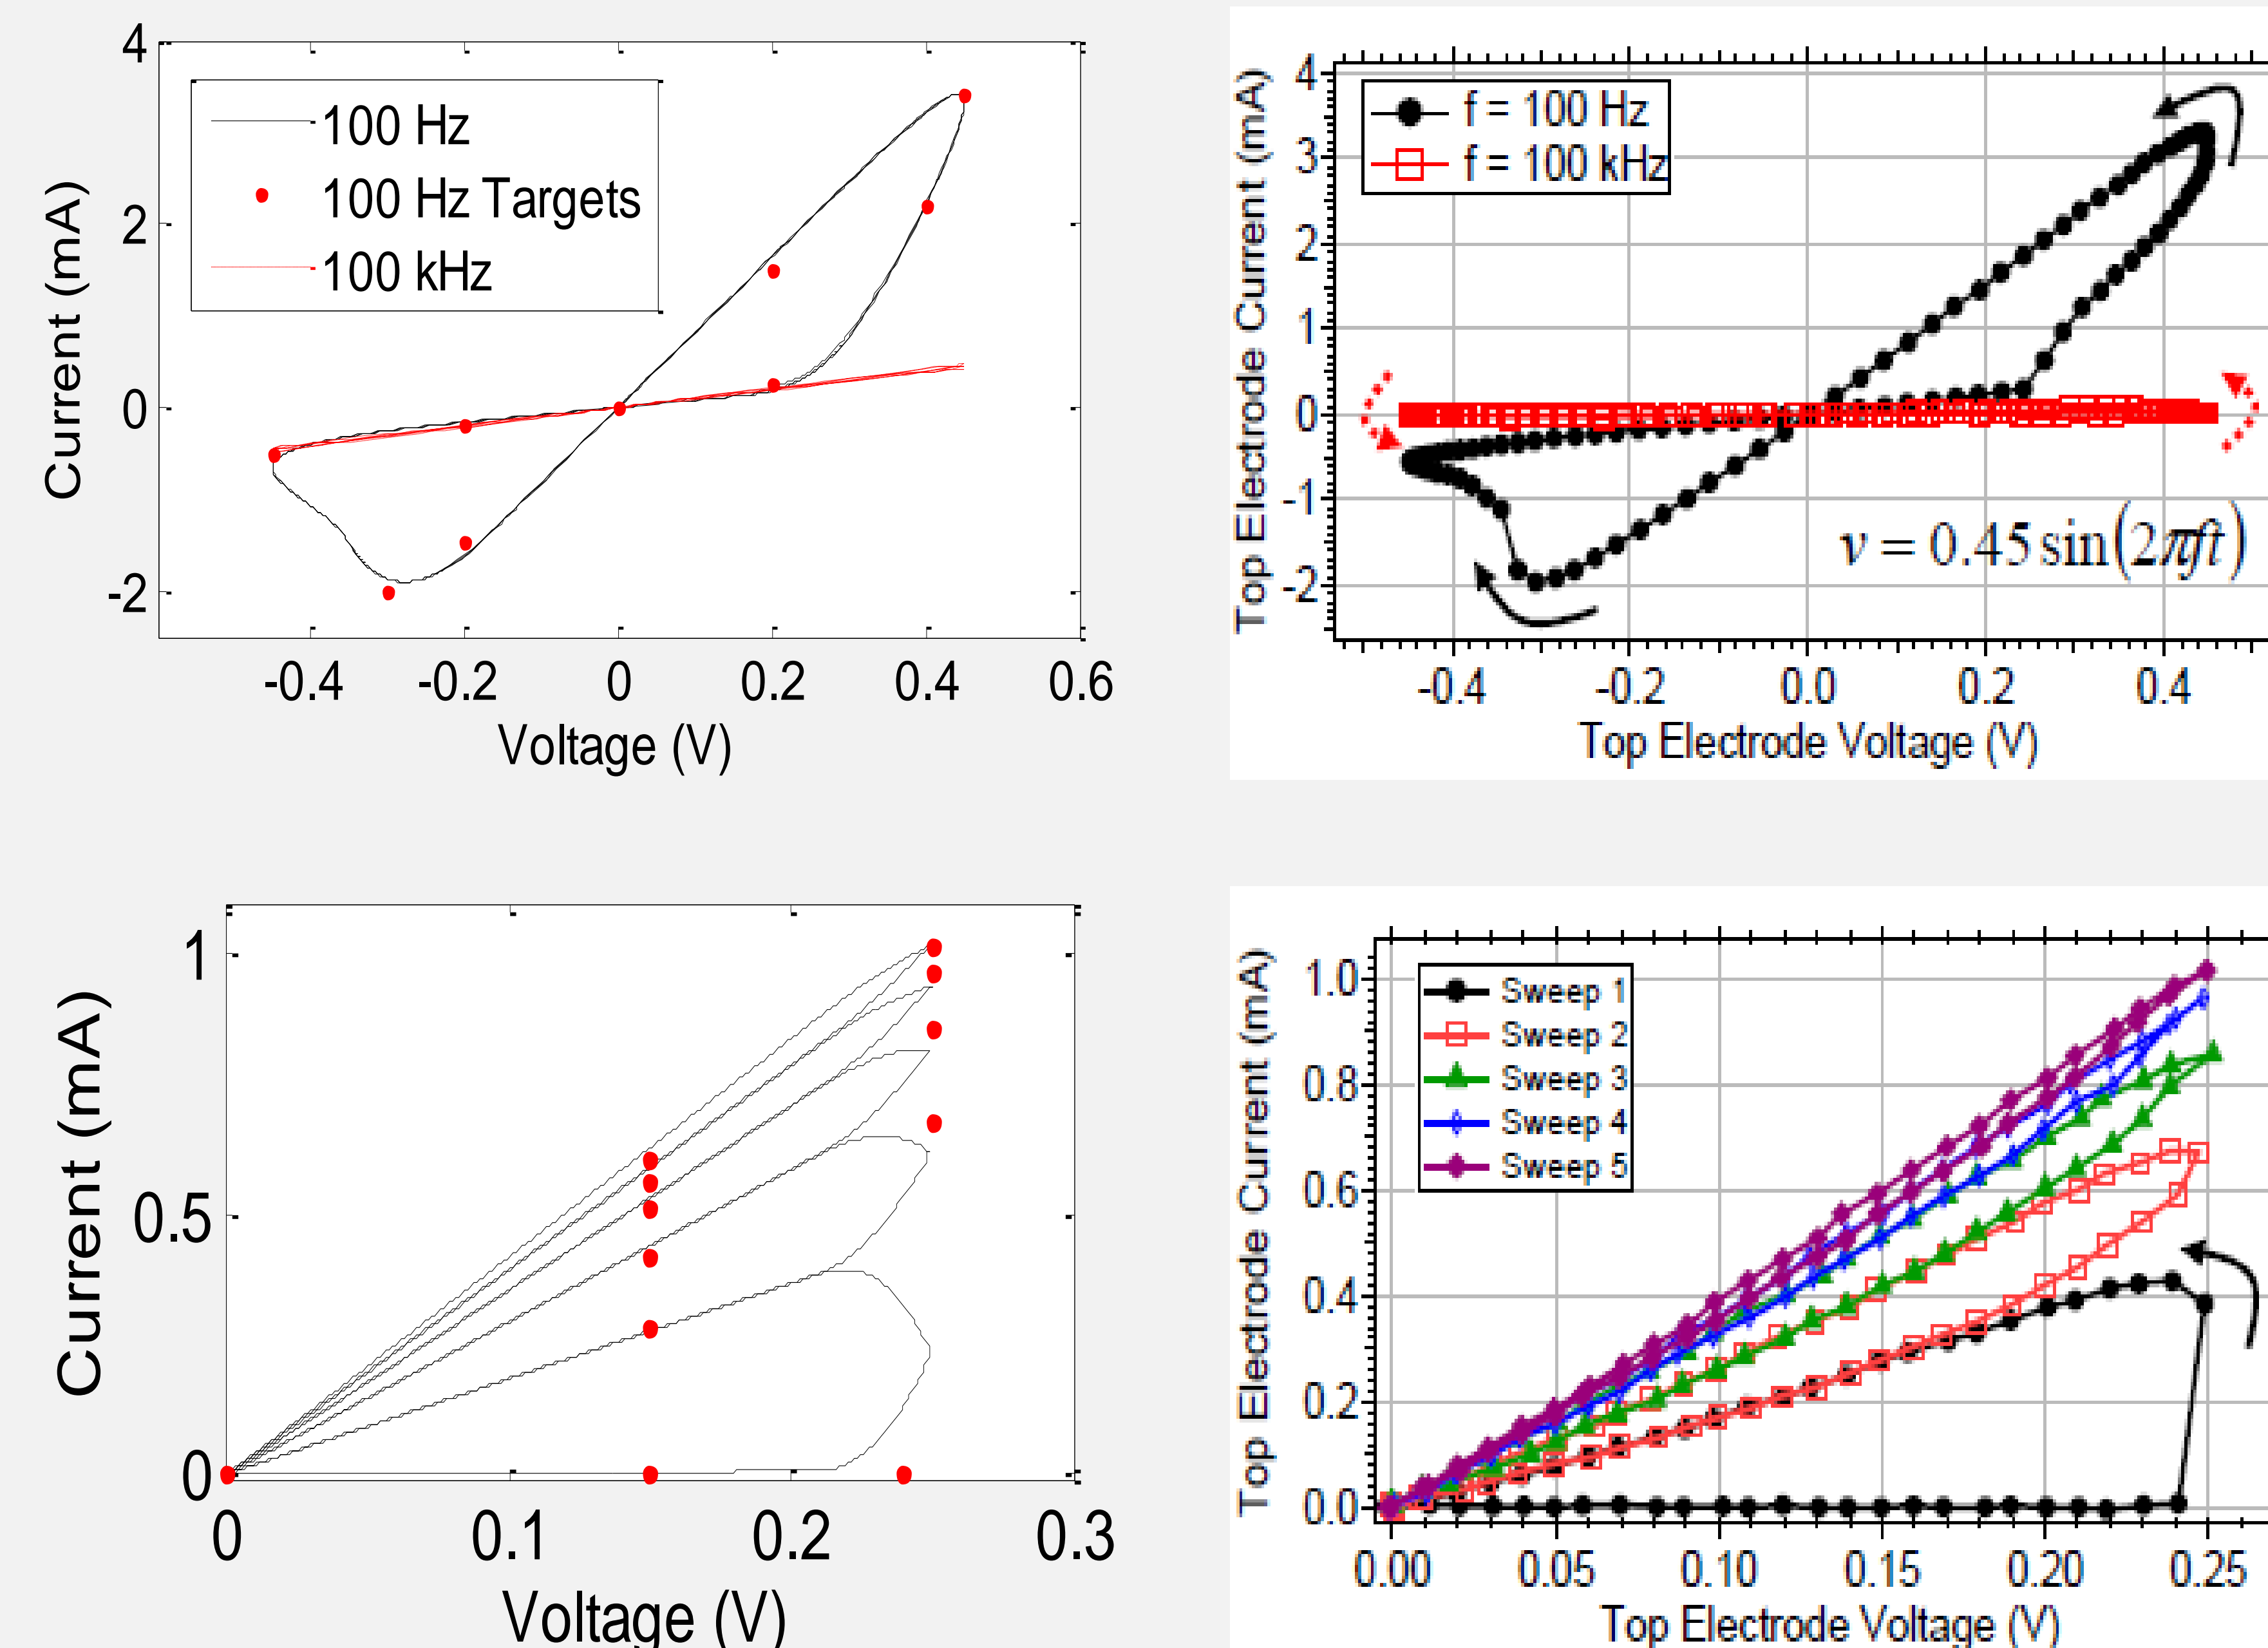 4
2
0
-2
Current (mA)
100 Hz
100 Hz Targets
100 kHz
-0.4 -0.2 0 0.2 0.4 0.6
Voltage (V)
4
3
2
1
0
-1
-2
Top Electrode Current (mA)
f = 100 Hz
f = 100 kHz
v = 0.45 sin(2πft)
-0.4 -0.2 0.0 0.2 0.4
Top Electrode Voltage (V)
1
0.5
0
Current (mA)
0 0.1 0.2 0.3
Voltage (V)
1.0
0.8
0.6
0.4
0.2
0.0
Top Electrode Current (mA)
Sweep 1
Sweep 2
Sweep 3
Sweep 4
Sweep 5
0.00 0.05 0.10 0.15 0.20 0.25
Top Electrode Voltage (V)